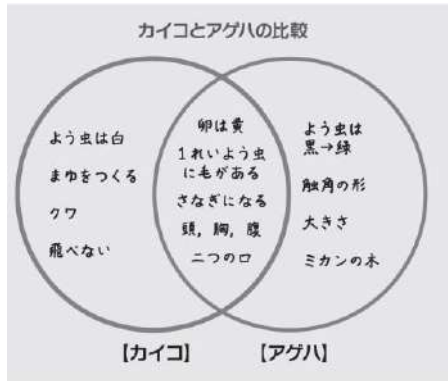 カイコとアゲハの比較
よう虫は白
まゆをつくる
クワ
飛べない
卵は黄
1れいよう虫
に毛がある
さなぎになる
頭,胸,腹
二つの口
よう虫は
黒→緑
触角の形
大きさ
ミカンの木
【カイコ】
【アゲハ】